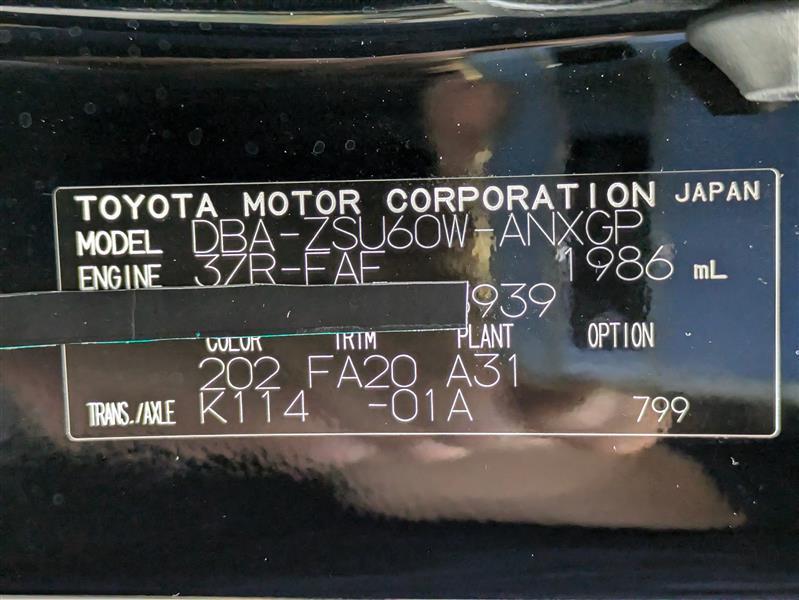 TOYOTA MOTOR CORPORATION JAPAN
MODEL DBA-ZSU60W-ANXGP
ENGINE 3ZR-FAE 1986 mL
939
COLOR TRIM PLANT OPTION
202 FA20 A31
TRANS./AXLE K114 -01A 799